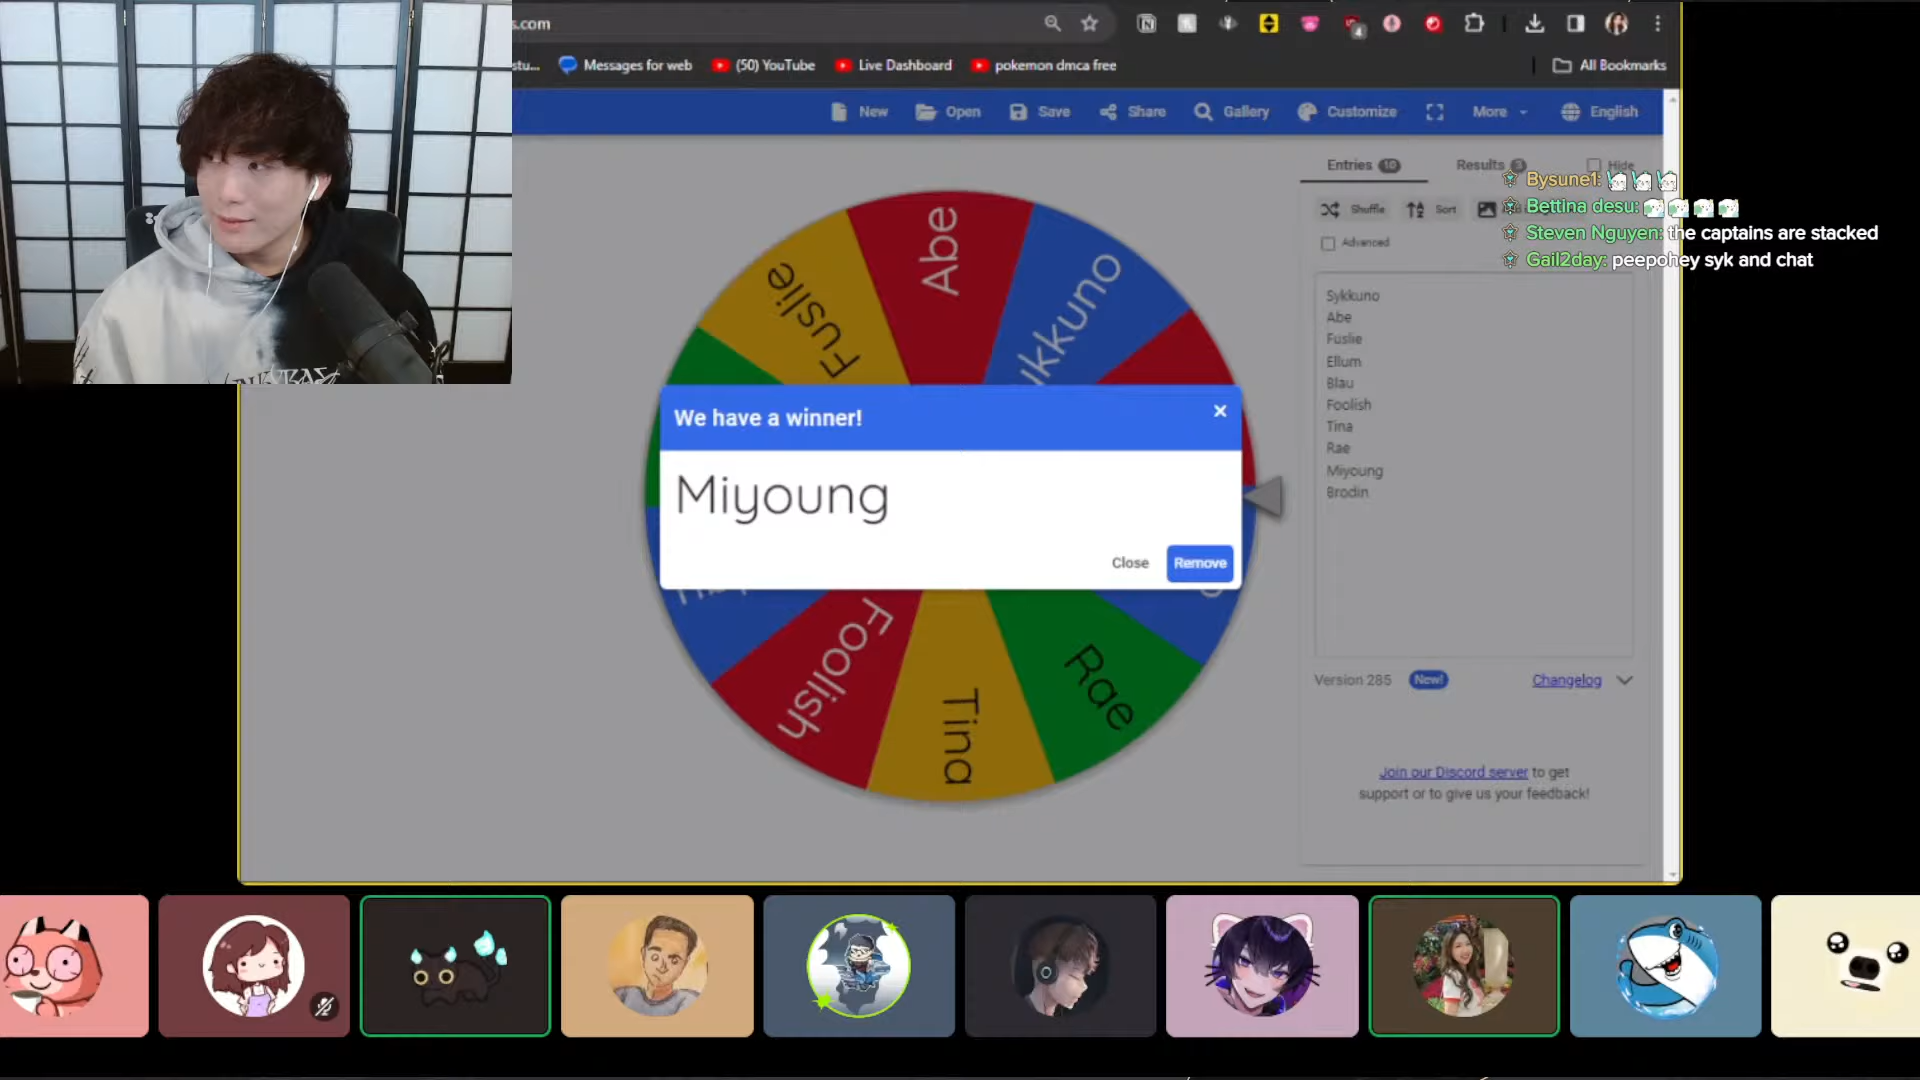 s.com
stu...
Messages for web
(50) YouTube
Live Dashboard
pokemon dmca free
All Bookmarks
New
Open
Save
Share
Gallery
Customize
More
English
Entries 10
Results 3
Hide
Shuffle
Sort
Advanced
Bysune1:
Bettina desu:
Steven Nguyen: the captains are stacked
Gail2day: peepohey syk and chat
Sykkuno
Abe
Fuslie
Ellum
Blau
Foolish
Tina
Rae
Miyoung
Brodin
Abe
Fuslie
ykkuno
We have a winner!
Miyoung
Close
Remove
Foolish
Tina
Rae
Version 285
New!
Changelog
Join our Discord server to get
support or to give us your feedback!